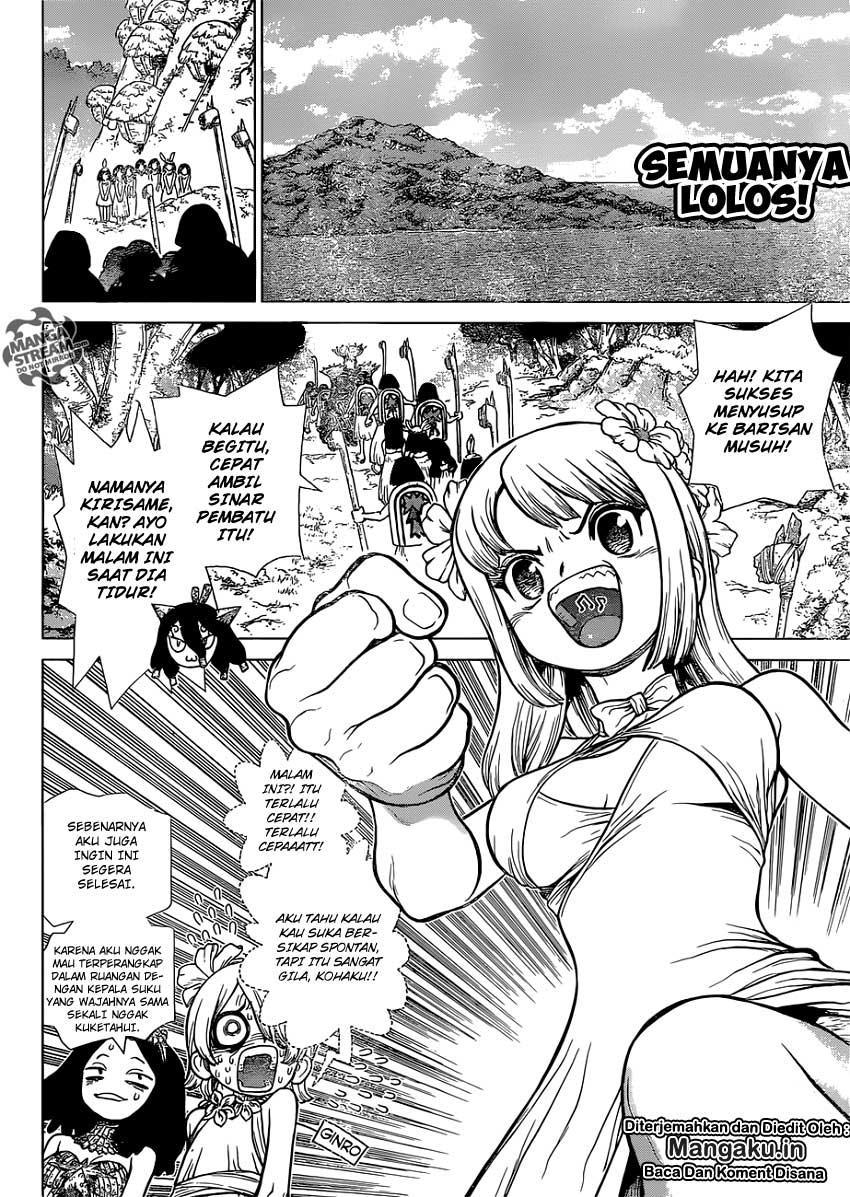 SEMUANYA
LOLOS!
MANGA
STREAM
DO NOT MIRROR
HAH! KITA
SUKSES
MENYUSUP
KE BARISAN
MUSUH!
KALAU
BEGITU,
CEPAT
AMBIL
SINAR
PEMBATU
ITU!
NAMANYA
KIRISAME,
KAN? AYO
LAKUKAN
MALAM INI
SAAT DIA
TIDUR!
MALAM
INI?! ITU
TERLALU
CEPAT!!
TERLALU
CEPAAATT!
AKU TAHU KALAU
KAU SUKA BER-
SIKAP SPONTAN,
TAPI ITU SANGAT
GILA, KOHAKU!!
SEBENARNYA
AKU JUGA
INGIN INI
SEGERA
SELESAI.
KARENA AKU NGGAK
MAU TERPERANGKAP
DALAM RUANGAN DE-
NGAN KEPALA SUKU
YANG WAJAHNYA SAMA
SEKALI NGGAK
KUKETAHUI.
GINRO
Diterjemahkan dan Diedit Oleh :
Mangaku.in
Baca Dan Koment Disana